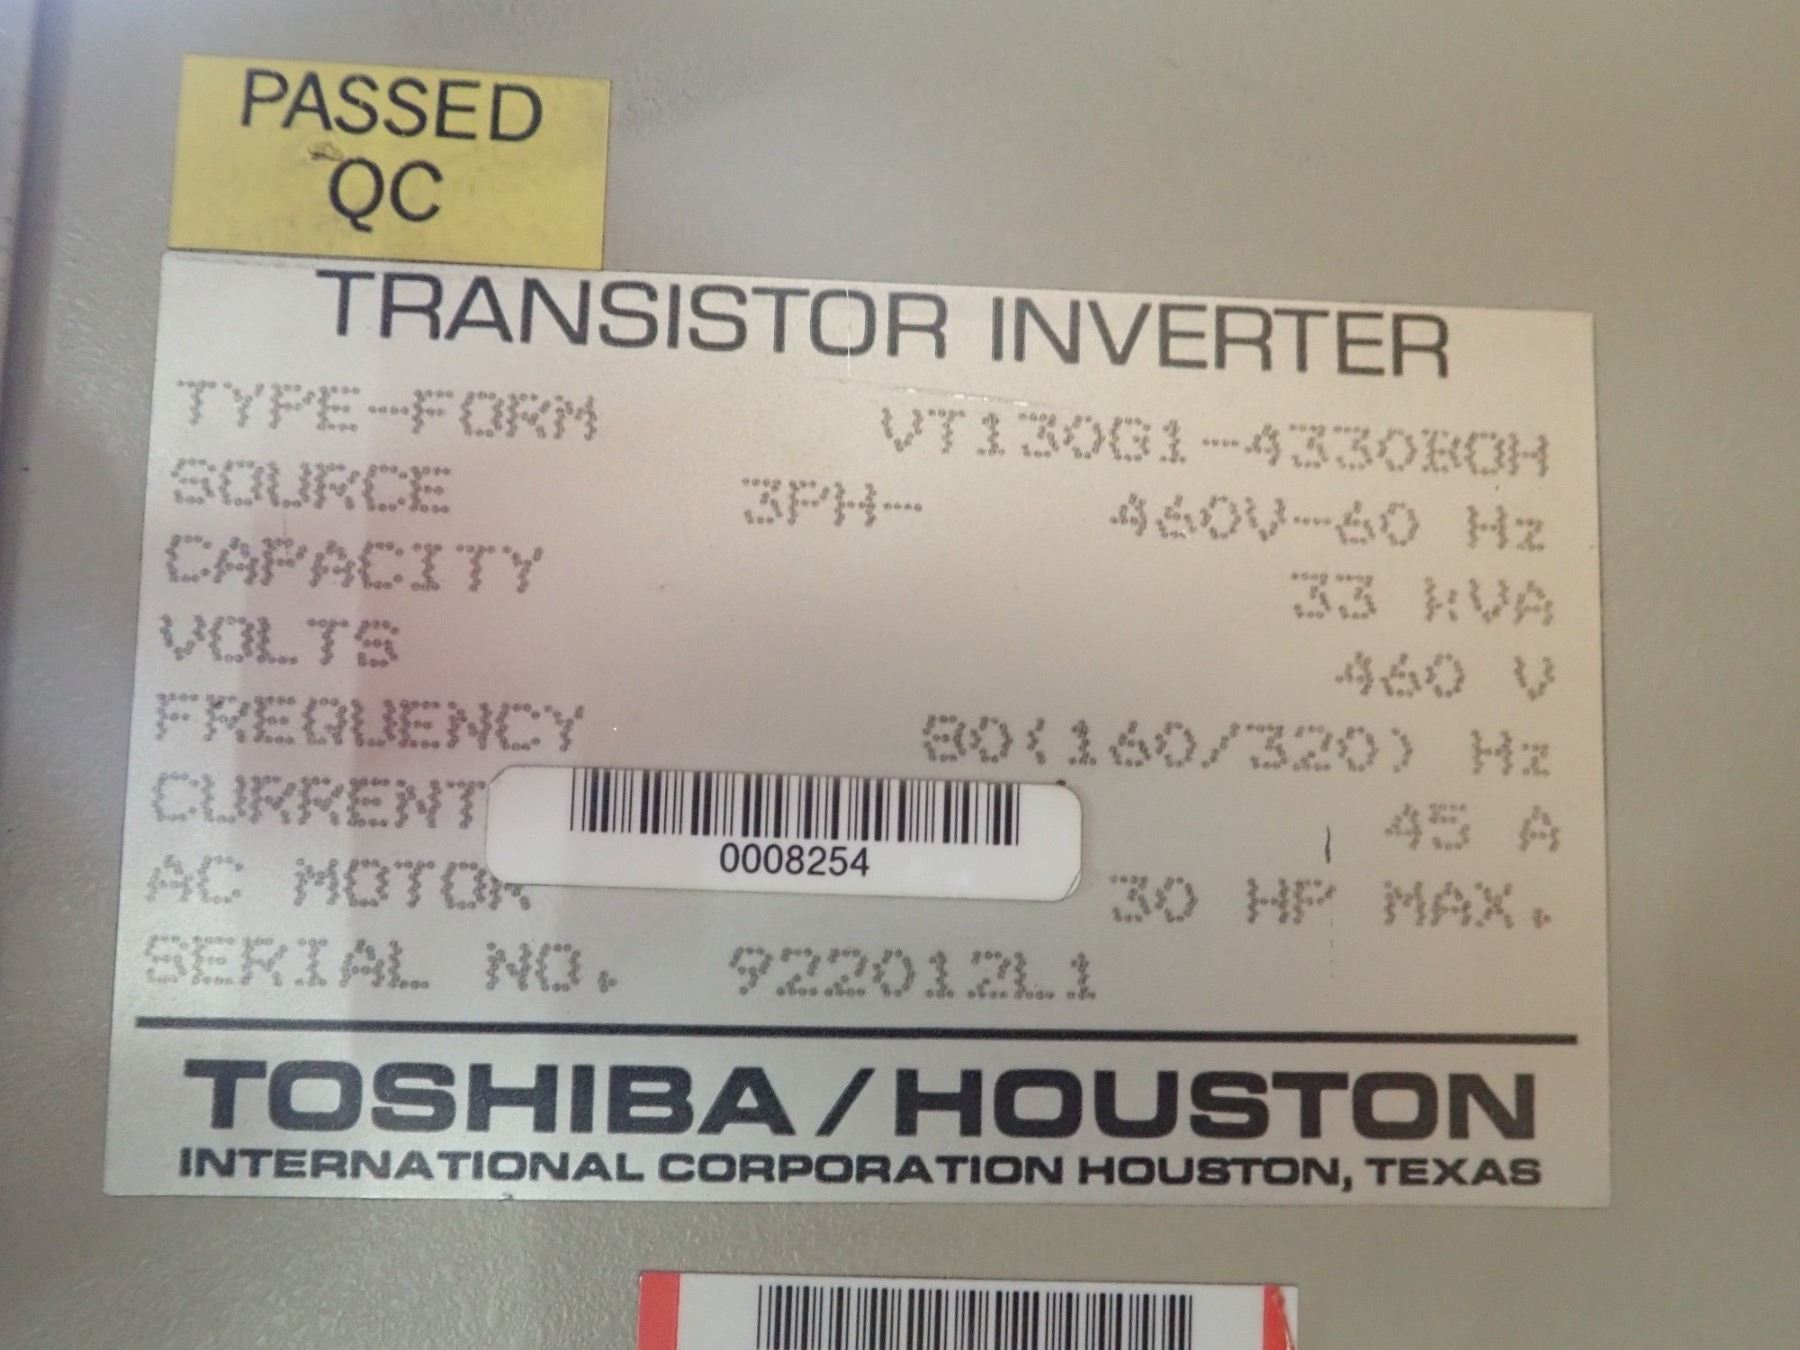 PASSED
QC
TRANSISTOR INVERTER
TYPE-FORM VT130G1-4330BOH
SOURCE 3PH- 460V-60 Hz
CAPACITY 33 KVA
VOLTS 460 V
FREQUENCY 80(160/320) Hz
CURRENT 45 A
0008254
AC MOTOR 30 HP MAX.
SERIAL NO. 922012L1
TOSHIBA/HOUSTON
INTERNATIONAL CORPORATION HOUSTON, TEXAS